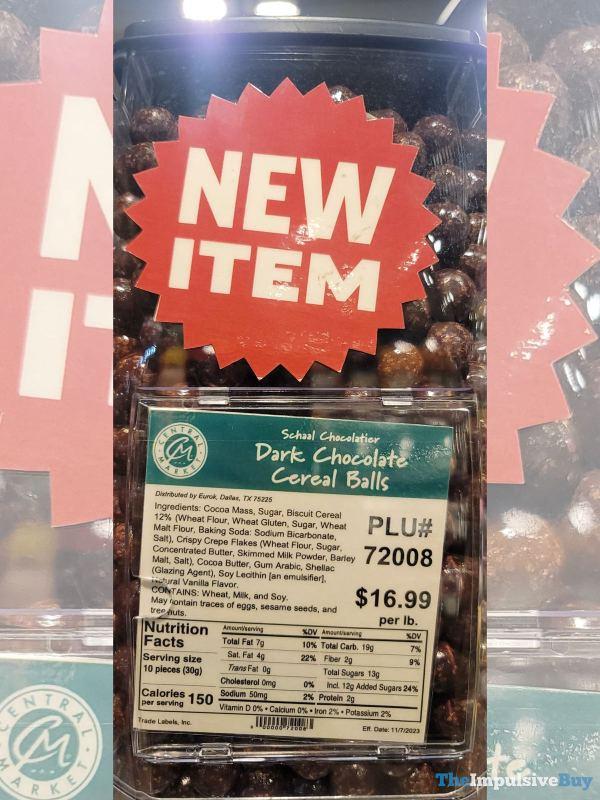 NEW
ITEM
CENTRAL
CM
MARKET
Schaal Chocolatier
Dark Chocolate
Cereal Balls
Distributed by Eurok, Dallas, TX 75225
Ingredients: Cocoa Mass, Sugar, Biscuit Cereal
12% (Wheat Flour, Wheat Gluten, Sugar, Wheat
Malt Flour, Baking Soda: Sodium Bicarbonate,
Salt), Crispy Crepe Flakes (Wheat Flour, Sugar,
Concentrated Butter, Skimmed Milk Powder, Barley
Malt, Salt), Cocoa Butter, Gum Arabic, Shellac
(Glazing Agent), Soy Lecithin [an emulsifier],
Natural Vanilla Flavor.
CONTAINS: Wheat, Milk, and Soy.
May contain traces of eggs, sesame seeds, and
tree nuts.
PLU#
72008
$16.99
per lb.
Nutrition
Facts
Serving size
10 pieces (30g)
Calories 150
per serving
Amount/serving %DV Amount/serving %DV
Total Fat 7g 10% Total Carb. 19g 7%
Sat. Fat 4g 22% Fiber 2g 9%
Trans Fat 0g Total Sugars 13g
Cholesterol 0mg 0% Incl. 12g Added Sugars 24%
Sodium 50mg 2% Protein 2g
Vitamin D 0% • Calcium 0% • Iron 2% • Potassium 2%
Trade Labels, Inc.
0 00000 72008
Eff. Date: 11/7/2023
TheImpulsiveBuy